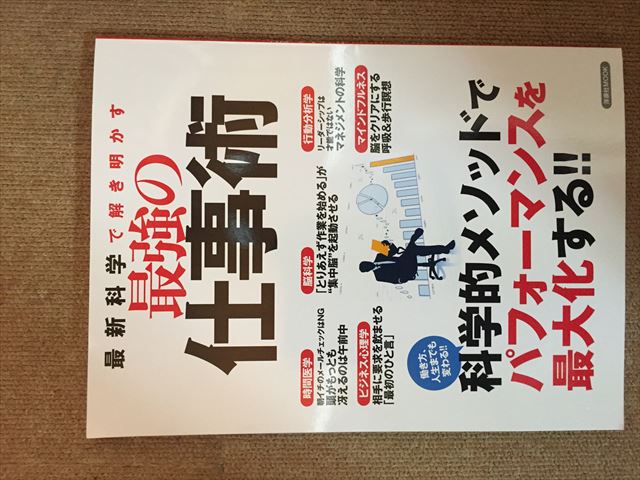 洋泉社MOOK
最新科学で解き明かす
最強の
仕事術
時間医学
朝イチのメールチェックはNG
頭がもっとも
冴えるのは午前中
脳科学
「とりあえず作業を始める」が
“集中脳”を起動させる
行動分析学
リーダーシップは
才能ではない
マネジメントの科学
ビジネス心理学
相手に要求を飲ませる
「最初のひと言」
マインドフルネス
脳をクリアにする
呼吸&歩行瞑想
働き方、
人生までも
変わる!!
科学的メソッドで
パフォーマンスを
最大化する!!